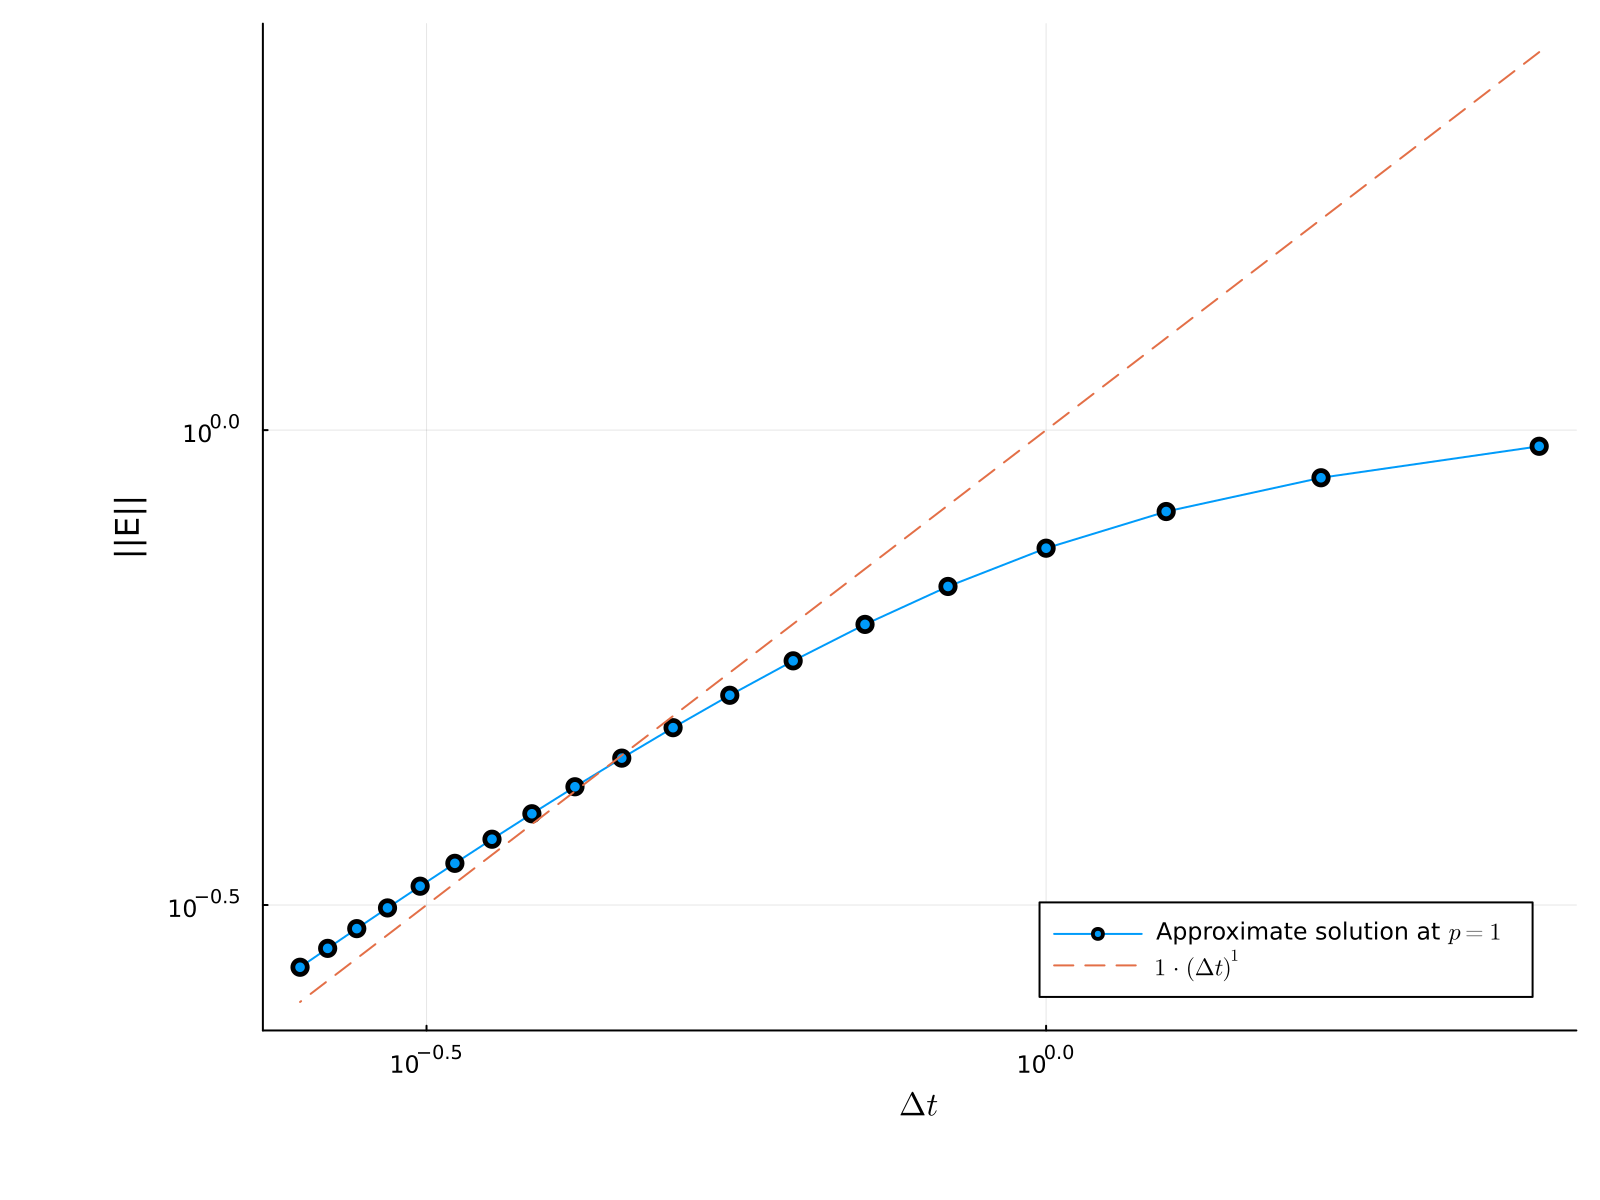 10^0.0
||E||
10^−0.5
Approximate solution at p = 1
1 · (Δt)^1
10^−0.5
10^0.0
Δt